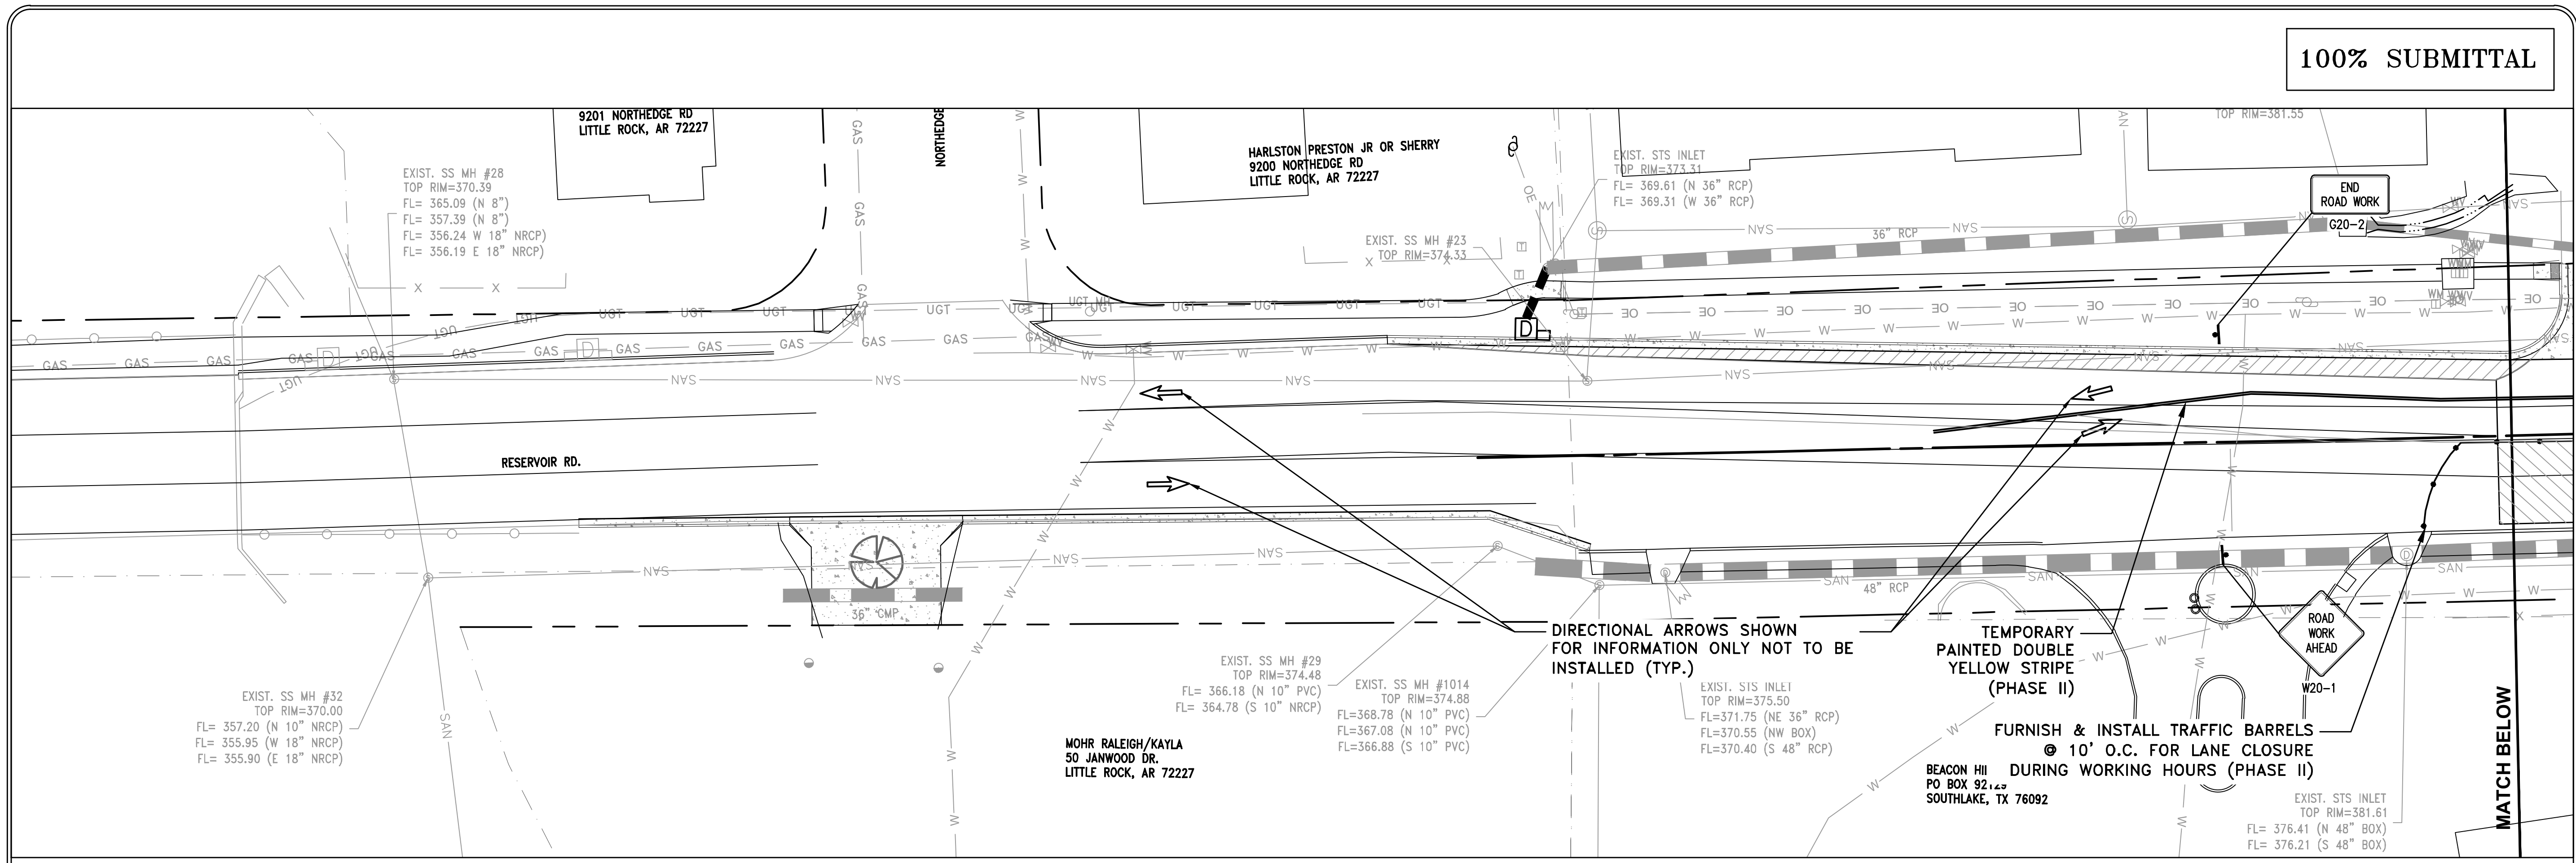 100% SUBMITTAL
9201 NORTHEDGE RD
LITTLE ROCK, AR 72227
NORTHEDGE
HARLSTON PRESTON JR OR SHERRY
9200 NORTHEDGE RD
LITTLE ROCK, AR 72227
TOP RIM=381.55
EXIST. SS MH #28
TOP RIM=370.39
FL= 365.09 (N 8")
FL= 357.39 (N 8")
FL= 356.24 W 18" NRCP)
FL= 356.19 E 18" NRCP)
EXIST. STS INLET
TOP RIM=373.31
FL= 369.61 (N 36" RCP)
FL= 369.31 (W 36" RCP)
EXIST. SS MH #23
TOP RIM=374.33
36" RCP
END
ROAD WORK
G20-2
UGT MH
D
D
D
RESERVOIR RD.
36" CMP
48" RCP
DIRECTIONAL ARROWS SHOWN
FOR INFORMATION ONLY NOT TO BE
INSTALLED (TYP.)
TEMPORARY
PAINTED DOUBLE
YELLOW STRIPE
(PHASE II)
ROAD
WORK
AHEAD
W20-1
FURNISH & INSTALL TRAFFIC BARRELS
@ 10' O.C. FOR LANE CLOSURE
DURING WORKING HOURS (PHASE II)
EXIST. SS MH #32
TOP RIM=370.00
FL= 357.20 (N 10" NRCP)
FL= 355.95 (W 18" NRCP)
FL= 355.90 (E 18" NRCP)
EXIST. SS MH #29
TOP RIM=374.48
FL= 366.18 (N 10" PVC)
FL= 364.78 (S 10" NRCP)
EXIST. SS MH #1014
TOP RIM=374.88
FL=368.78 (N 10" PVC)
FL=367.08 (N 10" PVC)
FL=366.88 (S 10" PVC)
EXIST. STS INLET
TOP RIM=375.50
FL=371.75 (NE 36" RCP)
FL=370.55 (NW BOX)
FL=370.40 (S 48" RCP)
MOHR RALEIGH/KAYLA
50 JANWOOD DR.
LITTLE ROCK, AR 72227
BEACON
PO BOX
SOUTHLAKE, TX 76092
EXIST. STS INLET
TOP RIM=381.61
FL= 376.41 (N 48" BOX)
FL= 376.21 (S 48" BOX)
MATCH BELOW